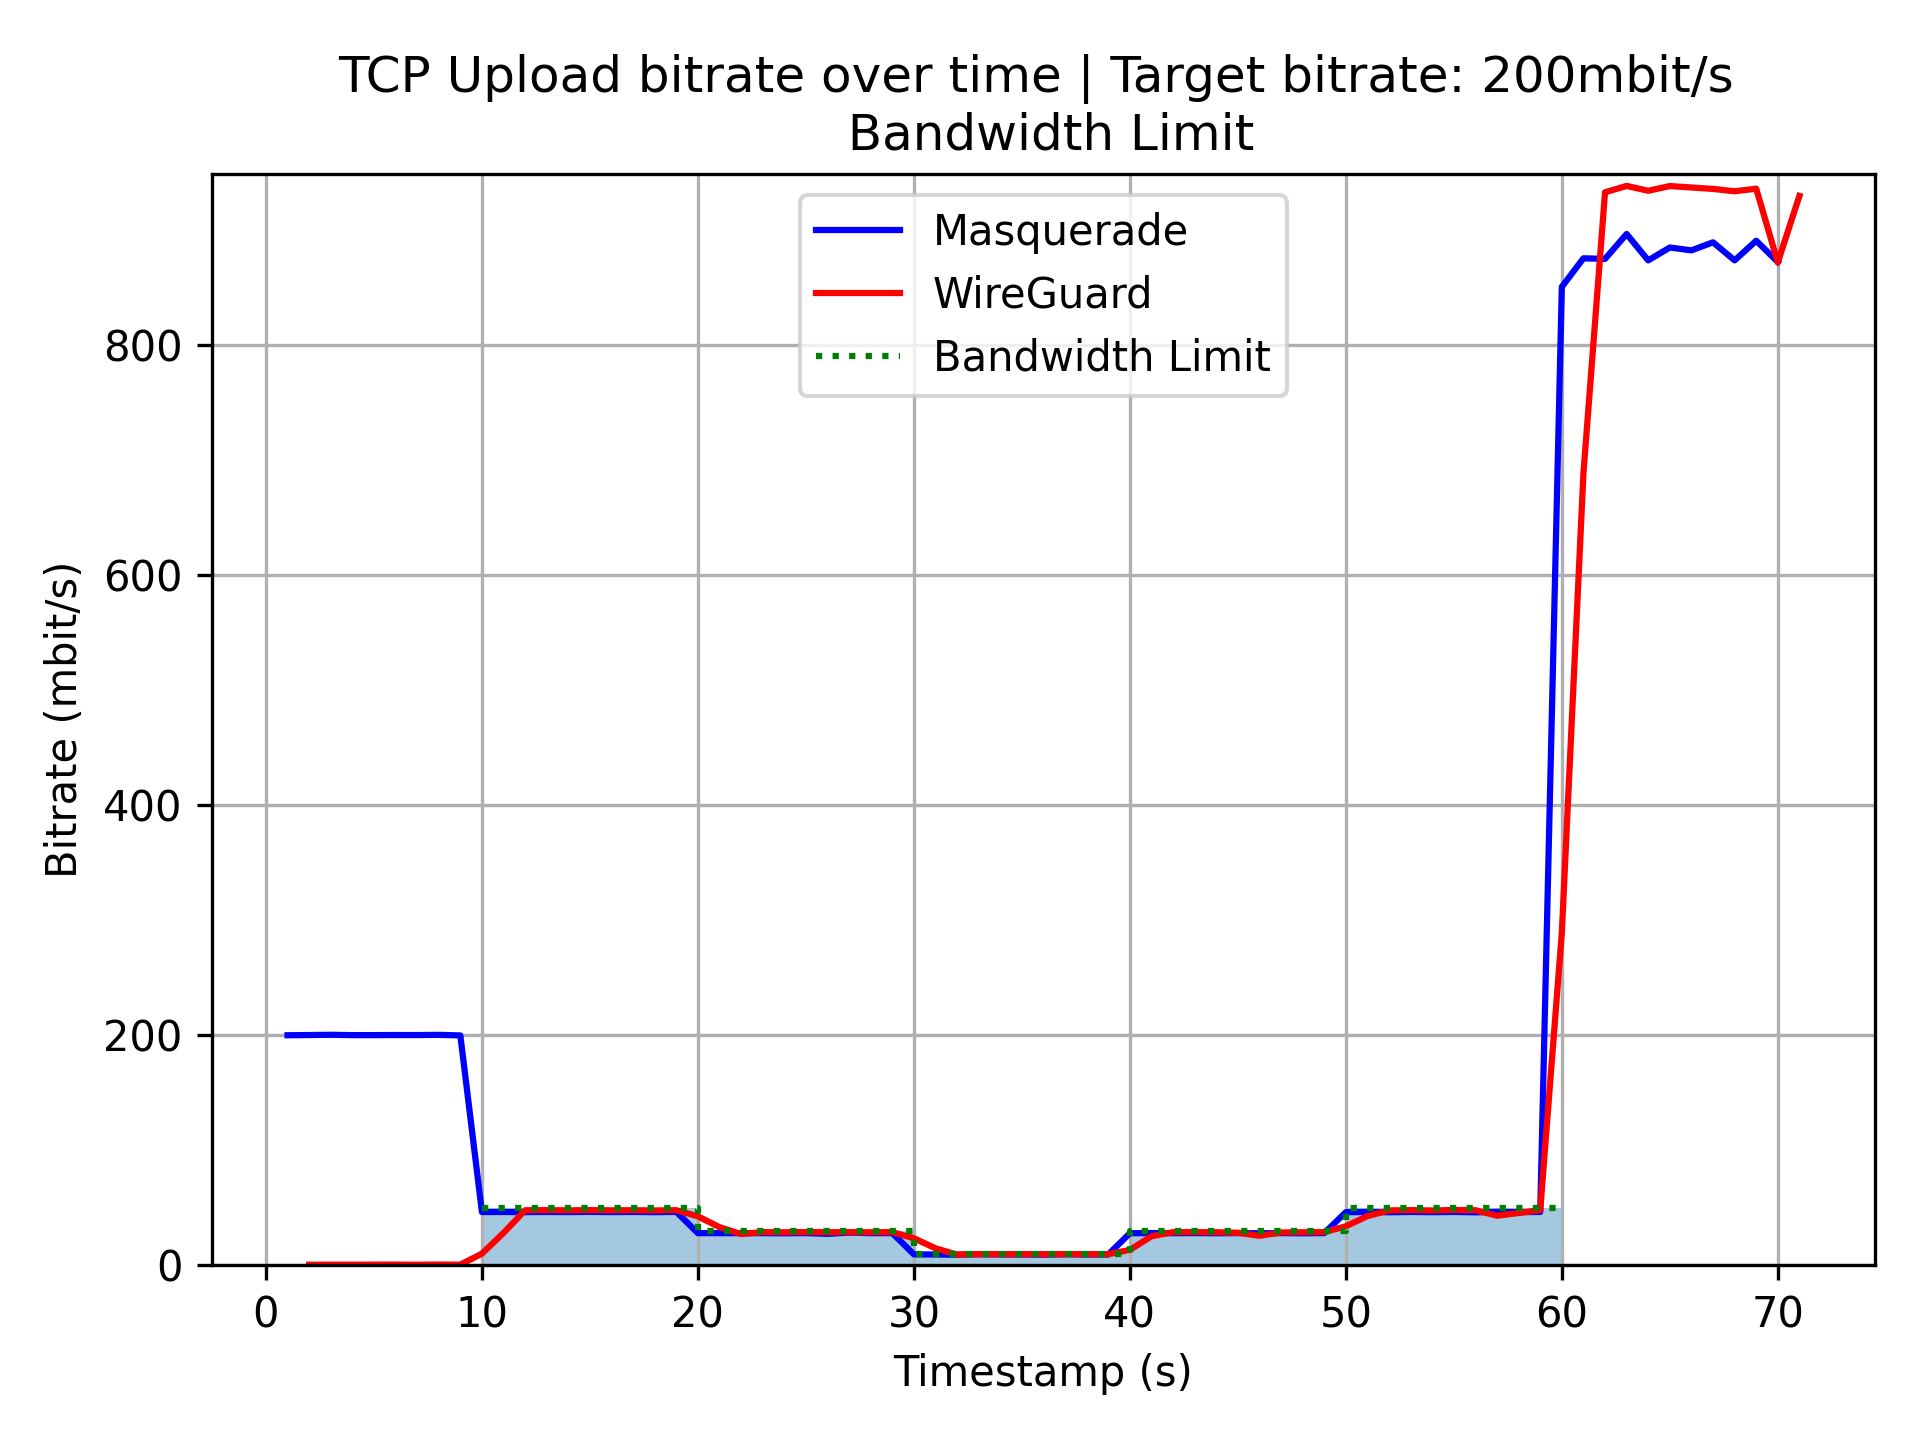 TCP Upload bitrate over time | Target bitrate: 200mbit/s
Bandwidth Limit
Masquerade
WireGuard
Bandwidth Limit
Bitrate (mbit/s)
800
600
400
200
0
0 10 20 30 40 50 60 70
Timestamp (s)